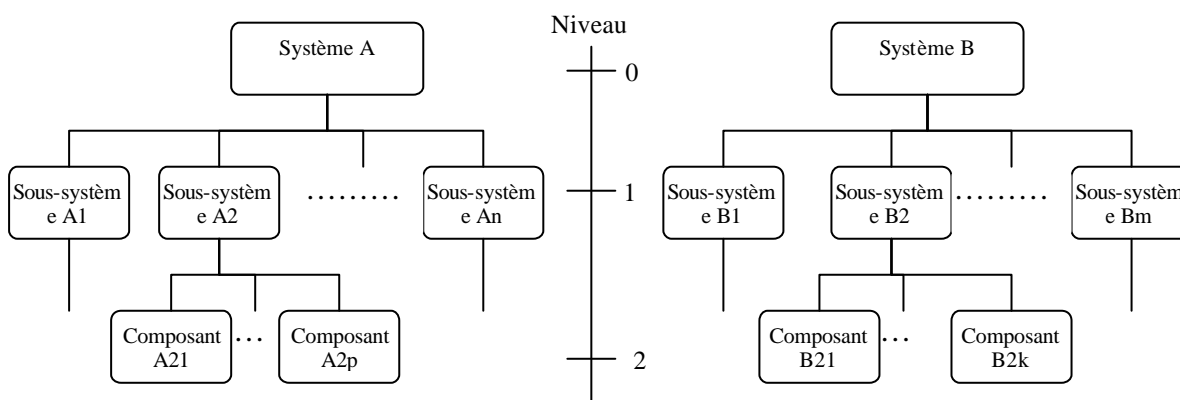 Niveau
Système A
Système B
0
Sous-systèm
e A1
Sous-systèm
e A2
.........
Sous-systèm
e An
1
Sous-systèm
e B1
Sous-systèm
e B2
.........
Sous-systèm
e Bm
Composant
A21
...
Composant
A2p
2
Composant
B21
...
Composant
B2k